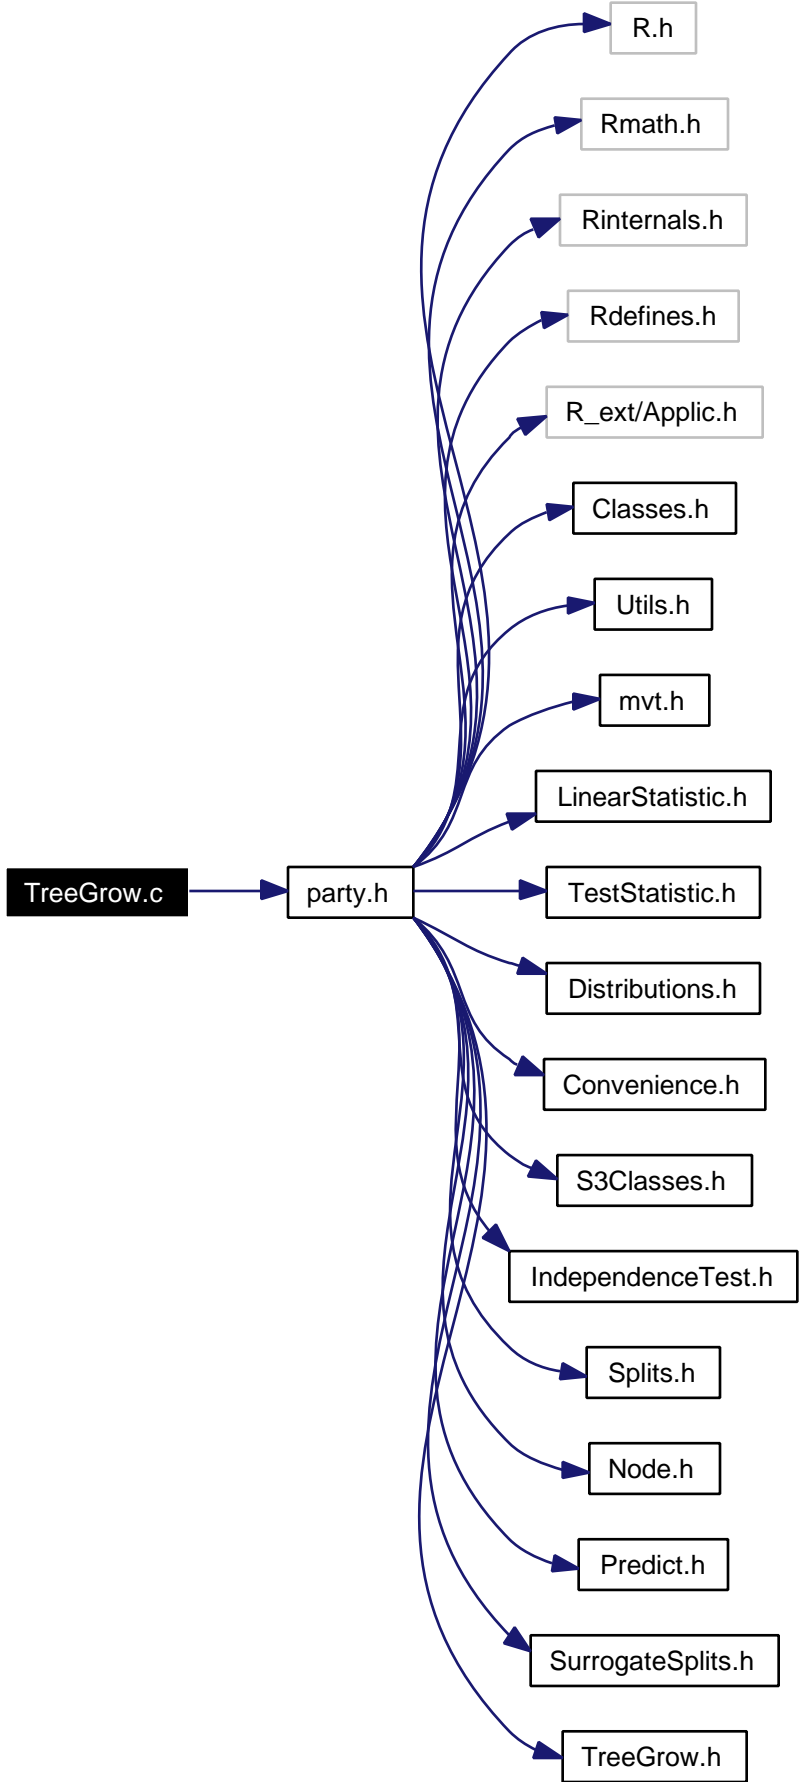 R.h
Rmath.h
Rinternals.h
Rdefines.h
R_ext/Applic.h
Classes.h
Utils.h
mvt.h
LinearStatistic.h
TreeGrow.c
party.h
TestStatistic.h
Distributions.h
Convenience.h
S3Classes.h
IndependenceTest.h
Splits.h
Node.h
Predict.h
SurrogateSplits.h
TreeGrow.h